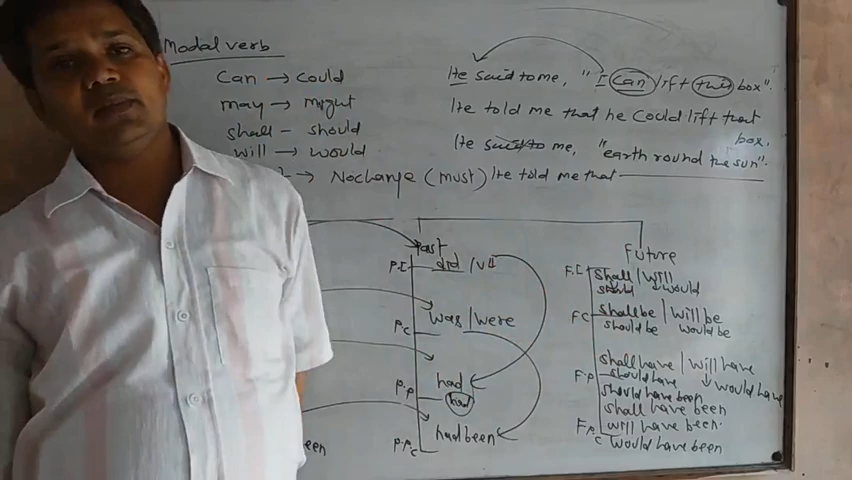 Modal verb
Can → Could
may → might
shall - should
will → would
→ No change (must)
He said to me, "I can lift this box".
He told me that he could lift that
box.
He said to me, "earth round the sun".
He told me that
Past
P.I did / V2
P.C was / were
P.P had
had
P.P.C had been
een
Future
F.I shall / will
should would
FC shall be / will be
should be would be
shall have / will have
F.P should have would have
should have been
shall have been
F.P.C will have been.
would have been